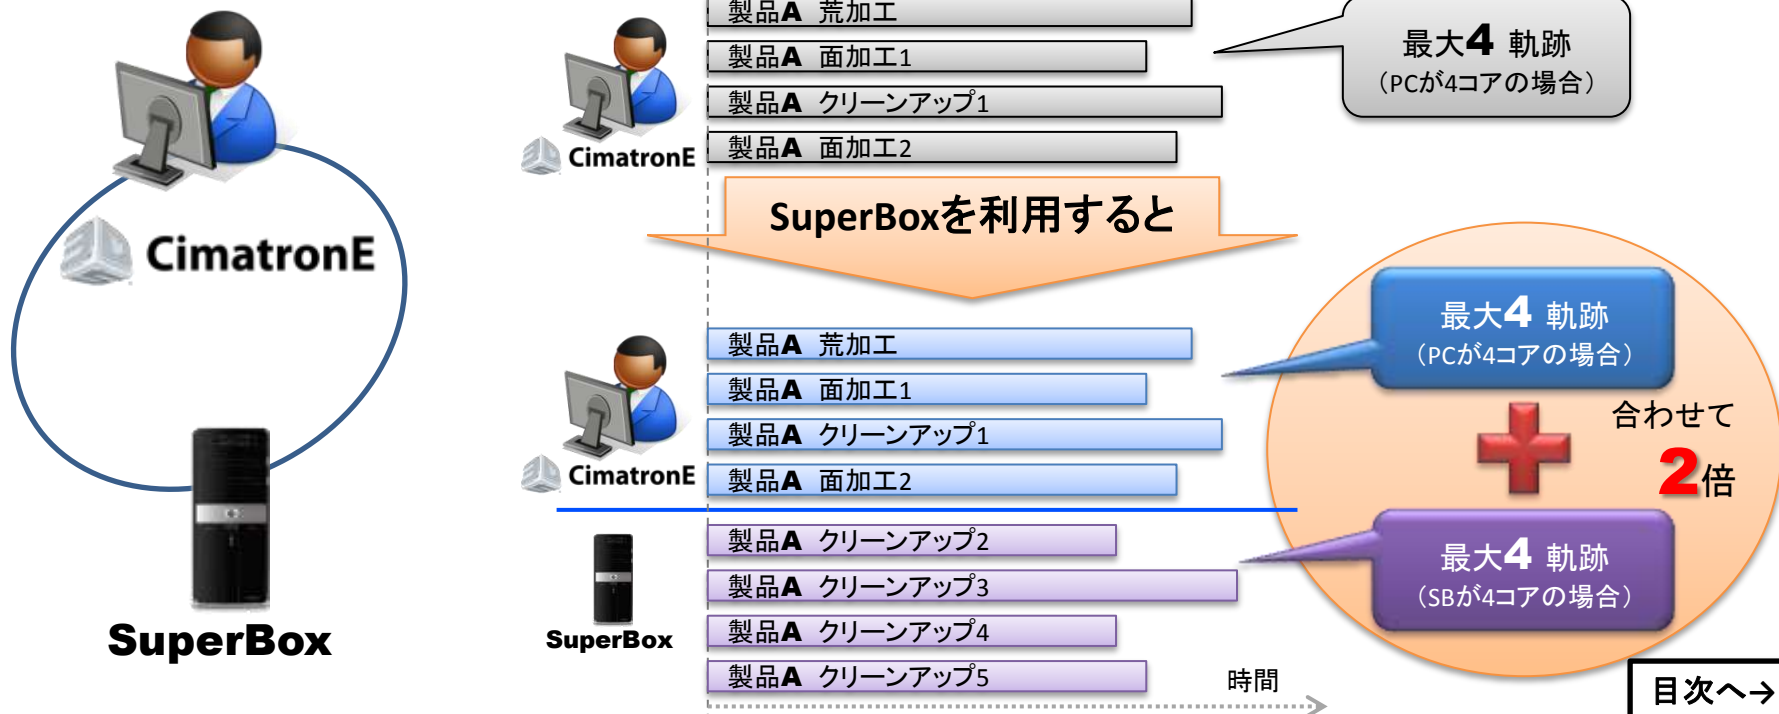 CimatronE
SuperBox
製品A 荒加工
製品A 面加工1
製品A クリーンアップ1
製品A 面加工2
CimatronE
最大4 軌跡
(PCが4コアの場合)
SuperBoxを利用すると
製品A 荒加工
製品A 面加工1
製品A クリーンアップ1
製品A 面加工2
CimatronE
製品A クリーンアップ2
製品A クリーンアップ3
製品A クリーンアップ4
製品A クリーンアップ5
SuperBox
時間
最大4 軌跡
(PCが4コアの場合)
合わせて
2倍
最大4 軌跡
(SBが4コアの場合)
目次へ→